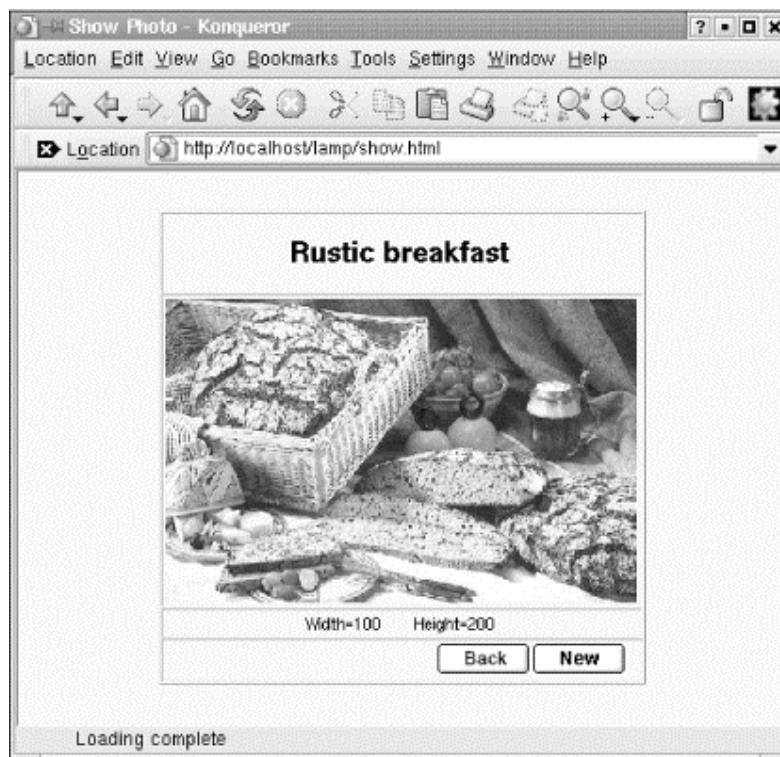 Show Photo - Konqueror
Location Edit View Go Bookmarks Tools Settings Window Help
Location http://localhost/lamp/show.html
Rustic breakfast
Width=100 Height=200
Back New
Loading complete